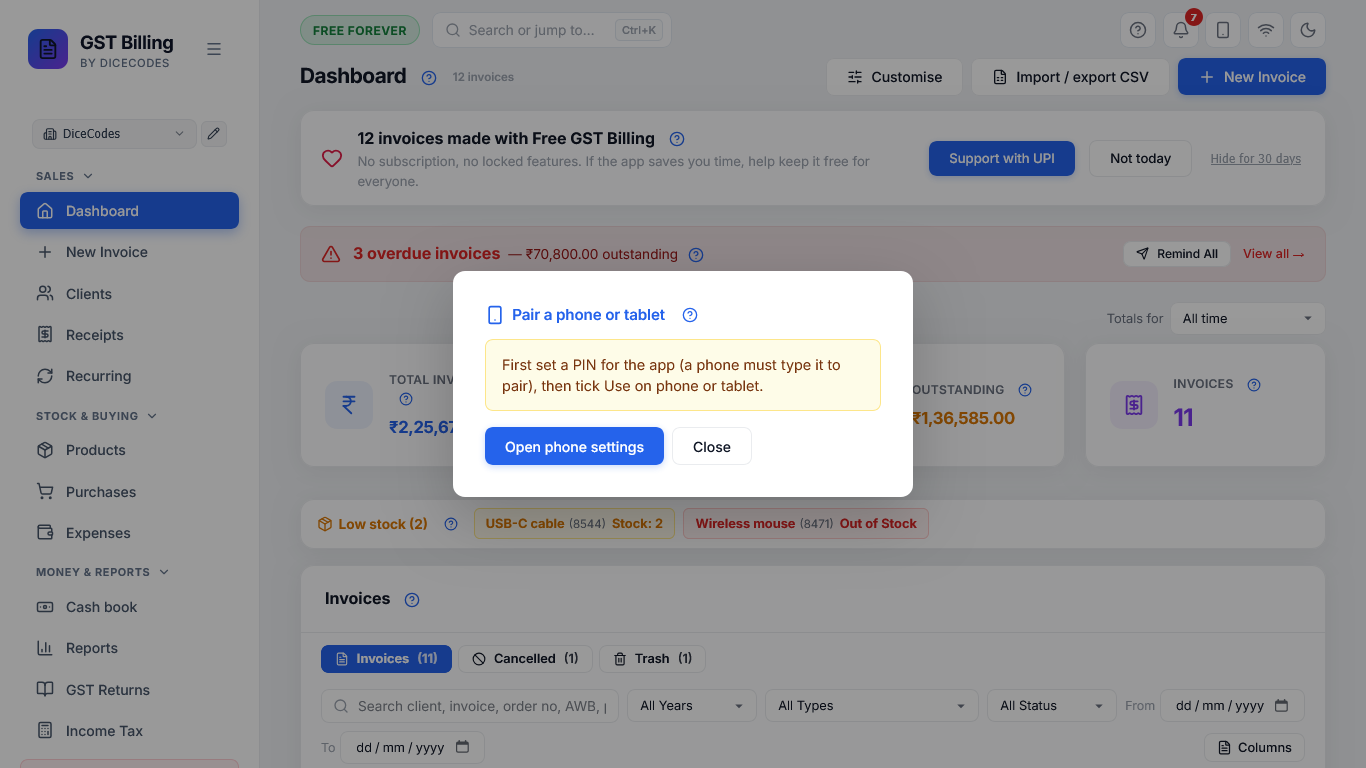 GST Billing
BY DICECODES
DiceCodes
SALES
Dashboard
New Invoice
Clients
Receipts
Recurring
STOCK & BUYING
Products
Purchases
Expenses
MONEY & REPORTS
Cash book
Reports
GST Returns
Income Tax
FREE FOREVER
Search or jump to...
Ctrl+K
7
Dashboard
12 invoices
Customise
Import / export CSV
New Invoice
12 invoices made with Free GST Billing
No subscription, no locked features. If the app saves you time, help keep it free for
everyone.
Support with UPI
Not today
Hide for 30 days
3 overdue invoices — ₹70,800.00 outstanding
Remind All
View all →
Totals for
All time
TOTAL INV
₹2,25,67
OUTSTANDING
₹1,36,585.00
INVOICES
11
Pair a phone or tablet
First set a PIN for the app (a phone must type it to
pair), then tick Use on phone or tablet.
Open phone settings
Close
Low stock (2)
USB-C cable (8544) Stock: 2
Wireless mouse (8471) Out of Stock
Invoices
Invoices (11)
Cancelled (1)
Trash (1)
Search client, invoice, order no, AWB,
All Years
All Types
All Status
From
dd / mm / yyyy
To
dd / mm / yyyy
Columns